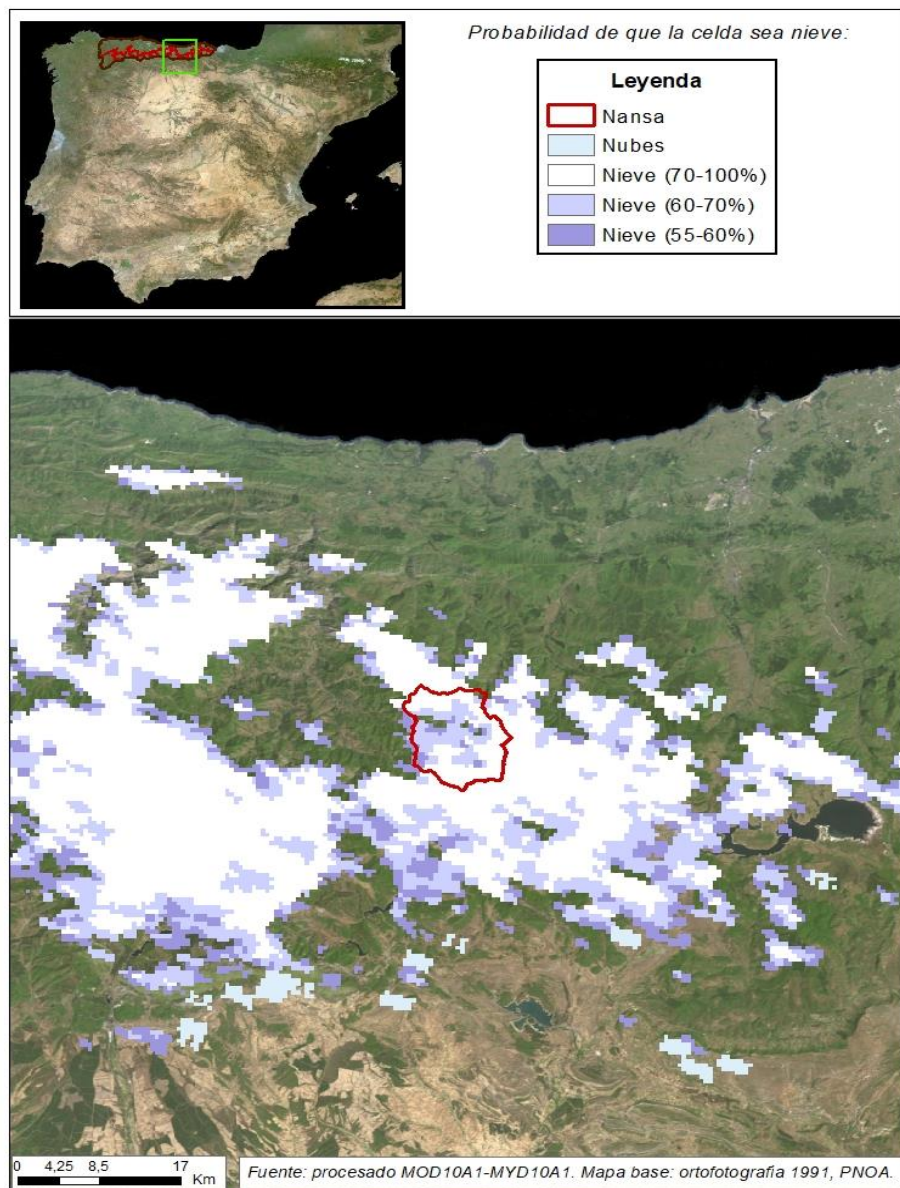 Probabilidad de que la celda sea nieve:
Leyenda
Nansa
Nubes
Nieve (70-100%)
Nieve (60-70%)
Nieve (55-60%)
0 4,25 8,5 17
Km
Fuente: procesado MOD10A1-MYD10A1. Mapa base: ortofotografía 1991, PNOA.